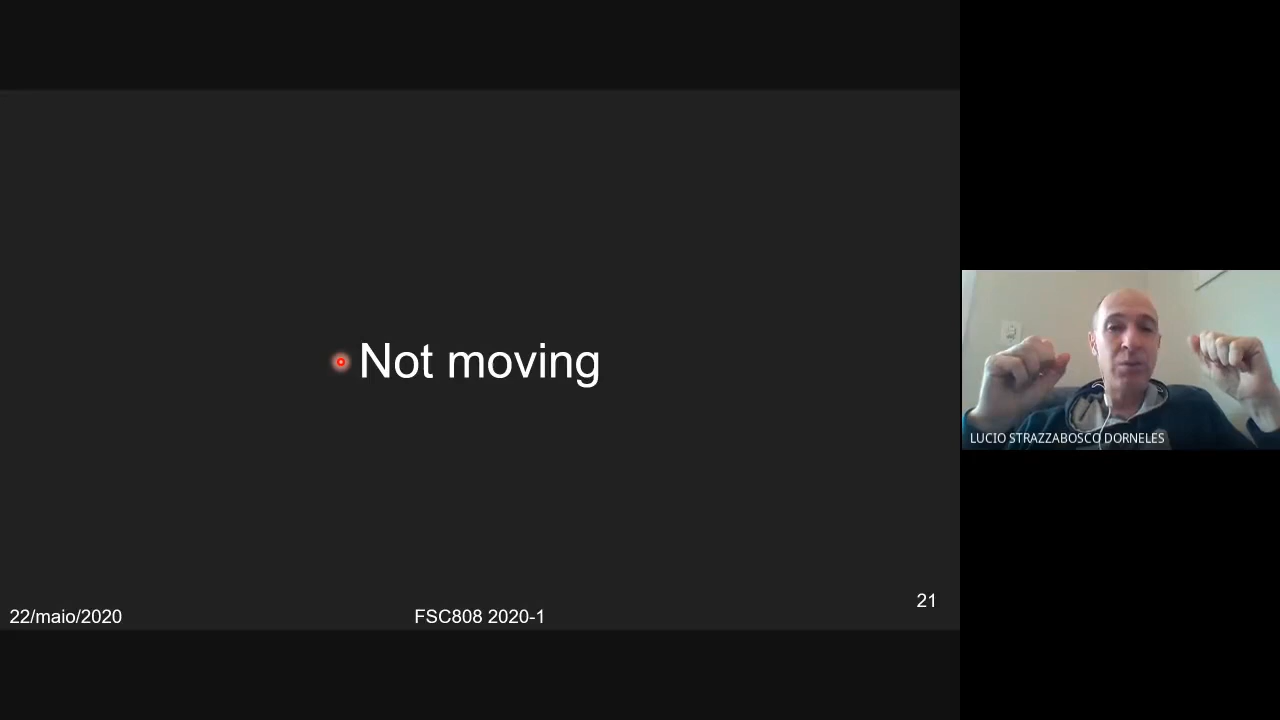 Not moving
22/maio/2020
FSC808 2020-1
21
LUCIO STRAZZABOSCO DORNELES